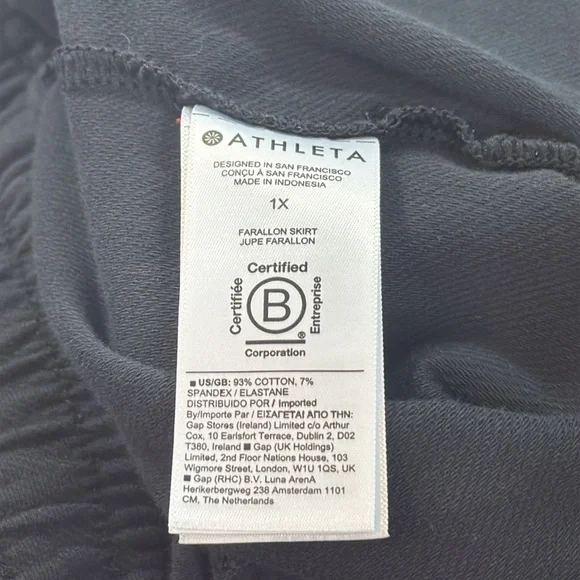 ATHLETA
DESIGNED IN SAN FRANCISCO
CONÇU À SAN FRANCISCO
MADE IN INDONESIA
1X
FARALLON SKIRT
JUPE FARALLON
Certified
Certifiée
B
Entreprise
®
Corporation
■ US/GB: 93% COTTON, 7%
SPANDEX / ELASTANE
DISTRIBUIDO POR / Imported
By/Importe Par / ΕΙΣΑΓΕΤΑΙ ΑΠΟ ΤΗΝ:
Gap Stores (Ireland) Limited c/o Arthur
Cox, 10 Earlsfort Terrace, Dublin 2, D02
T380, Ireland ■ Gap (UK Holdings)
Limited, 2nd Floor Nations House, 103
Wigmore Street, London, W1U 1QS, UK
■ Gap (RHC) B.V. Luna ArenA
Herikerbergweg 238 Amsterdam 1101
CM, The Netherlands